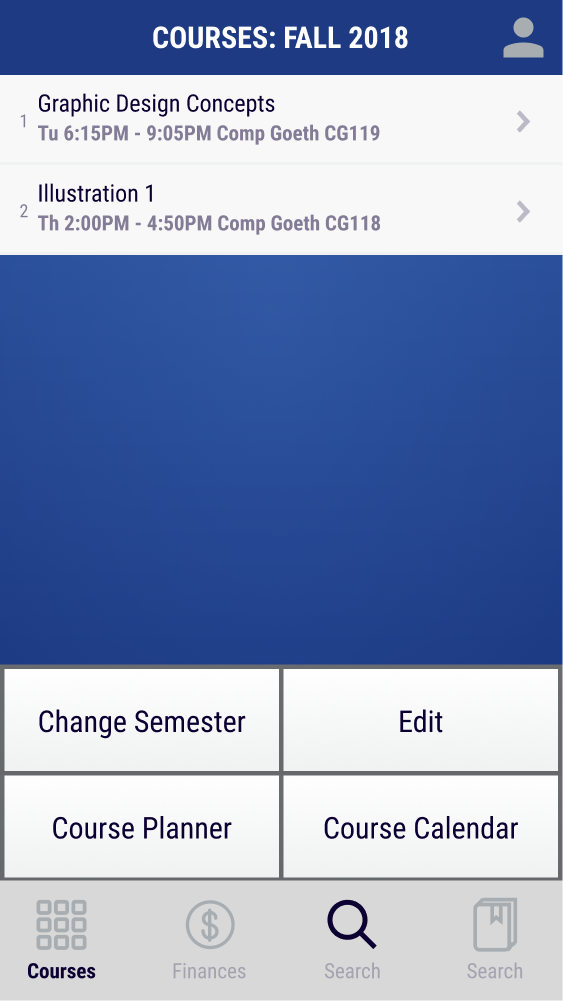 COURSES: FALL 2018
1
Graphic Design Concepts
Tu 6:15PM - 9:05PM Comp Goeth CG119
2
Illustration 1
Th 2:00PM - 4:50PM Comp Goeth CG118
Change Semester
Edit
Course Planner
Course Calendar
Courses
Finances
Search
Search